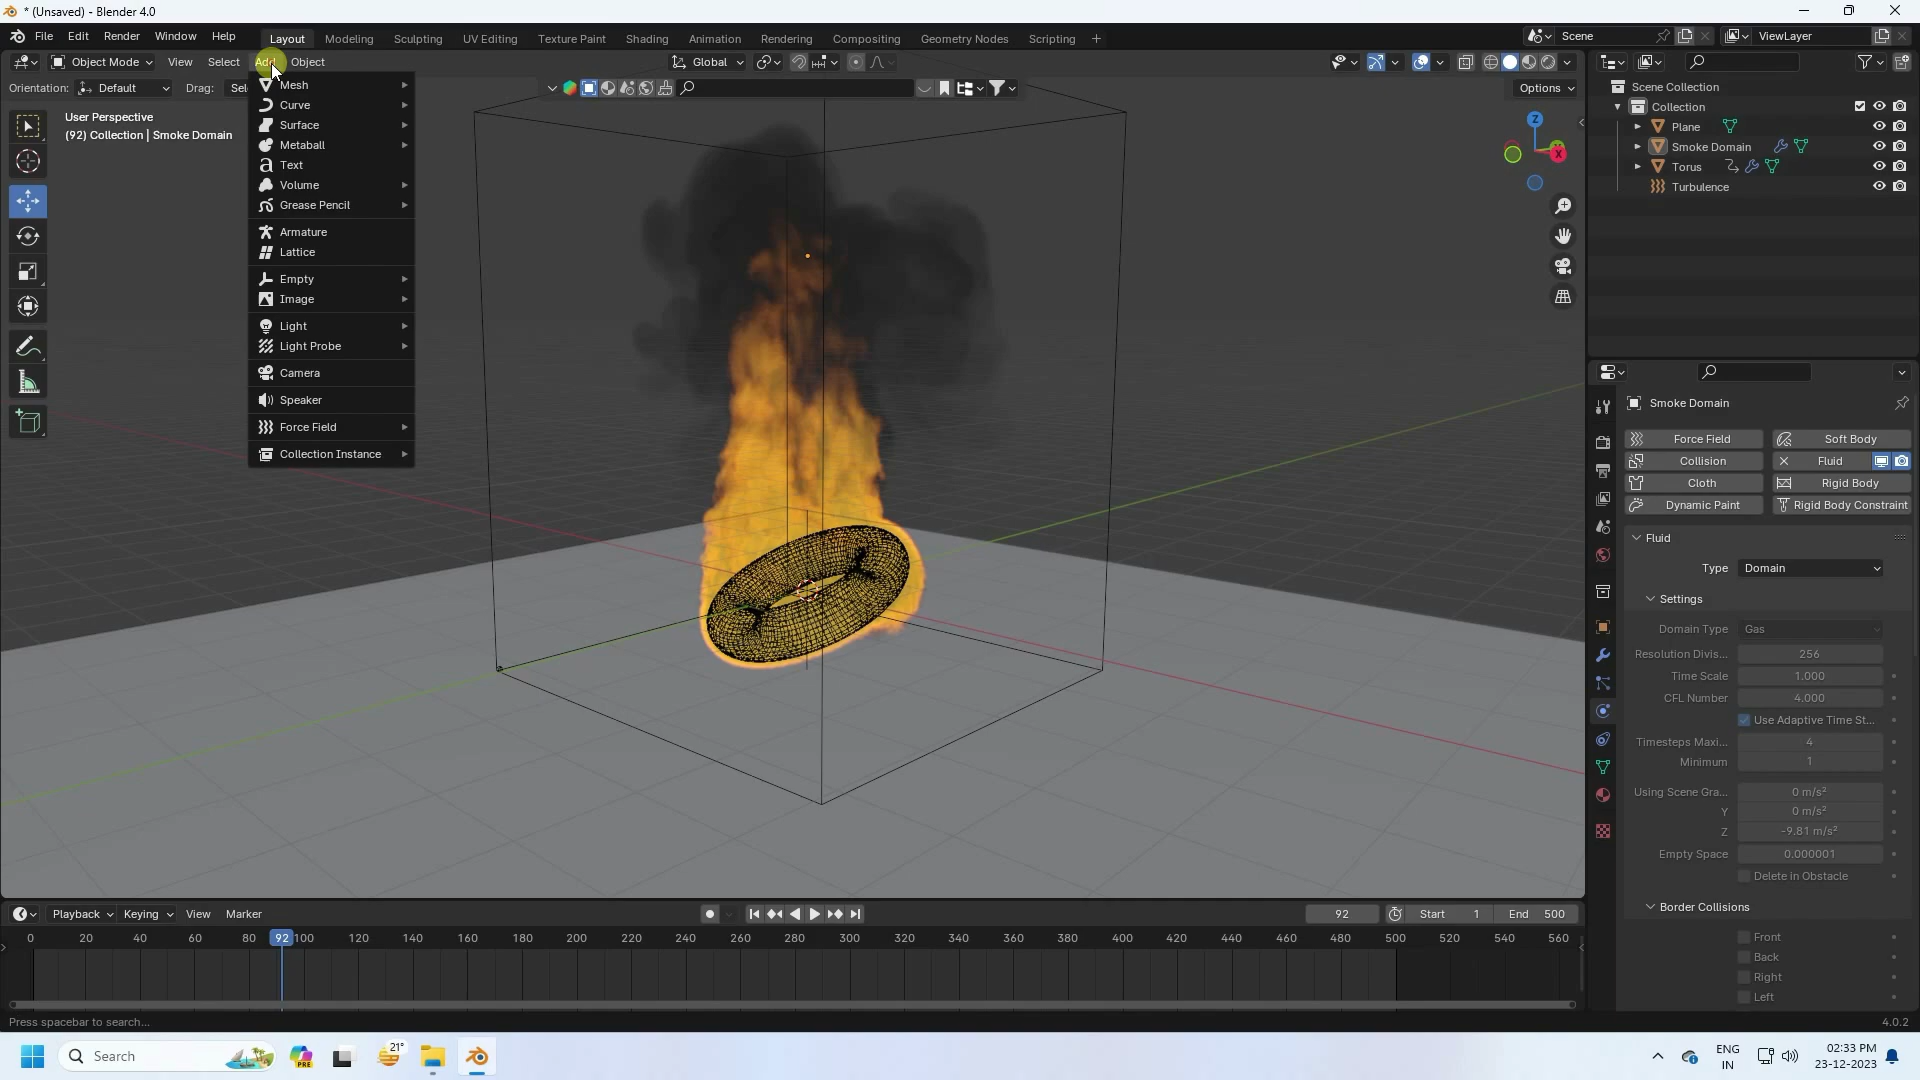 * (Unsaved) - Blender 4.0
File Edit Render Window Help Layout Modeling Sculpting UV Editing Texture Paint Shading Animation Rendering Compositing Geometry Nodes Scripting + Scene ViewLayer
Object Mode View Select Add Object Global
Orientation: Default Drag: Sel Options
User Perspective
(92) Collection | Smoke Domain
Mesh
Curve
Surface
Metaball
Text
Volume
Grease Pencil
Armature
Lattice
Empty
Image
Light
Light Probe
Camera
Speaker
Force Field
Collection Instance
Z
X
Scene Collection
Collection
Plane
Smoke Domain
Torus
Turbulence
Smoke Domain
Force Field Soft Body
Collision Fluid
Cloth Rigid Body
Dynamic Paint Rigid Body Constraint
Fluid
Type Domain
Settings
Domain Type Gas
Resolution Divis... 256
Time Scale 1.000
CFL Number 4.000
Use Adaptive Time St...
Timesteps Maxi... 4
Minimum 1
Using Scene Gra... 0 m/s²
Y 0 m/s²
Z -9.81 m/s²
Empty Space 0.000001
Delete in Obstacle
Border Collisions
Front
Back
Right
Left
Playback Keying View Marker 92 Start 1 End 500
0 20 40 60 80 92 100 120 140 160 180 200 220 240 260 280 300 320 340 360 380 400 420 440 460 480 500 520 540 560
Press spacebar to search... 4.0.2
Search PRE 21° ENG IN 02:33 PM
23-12-2023